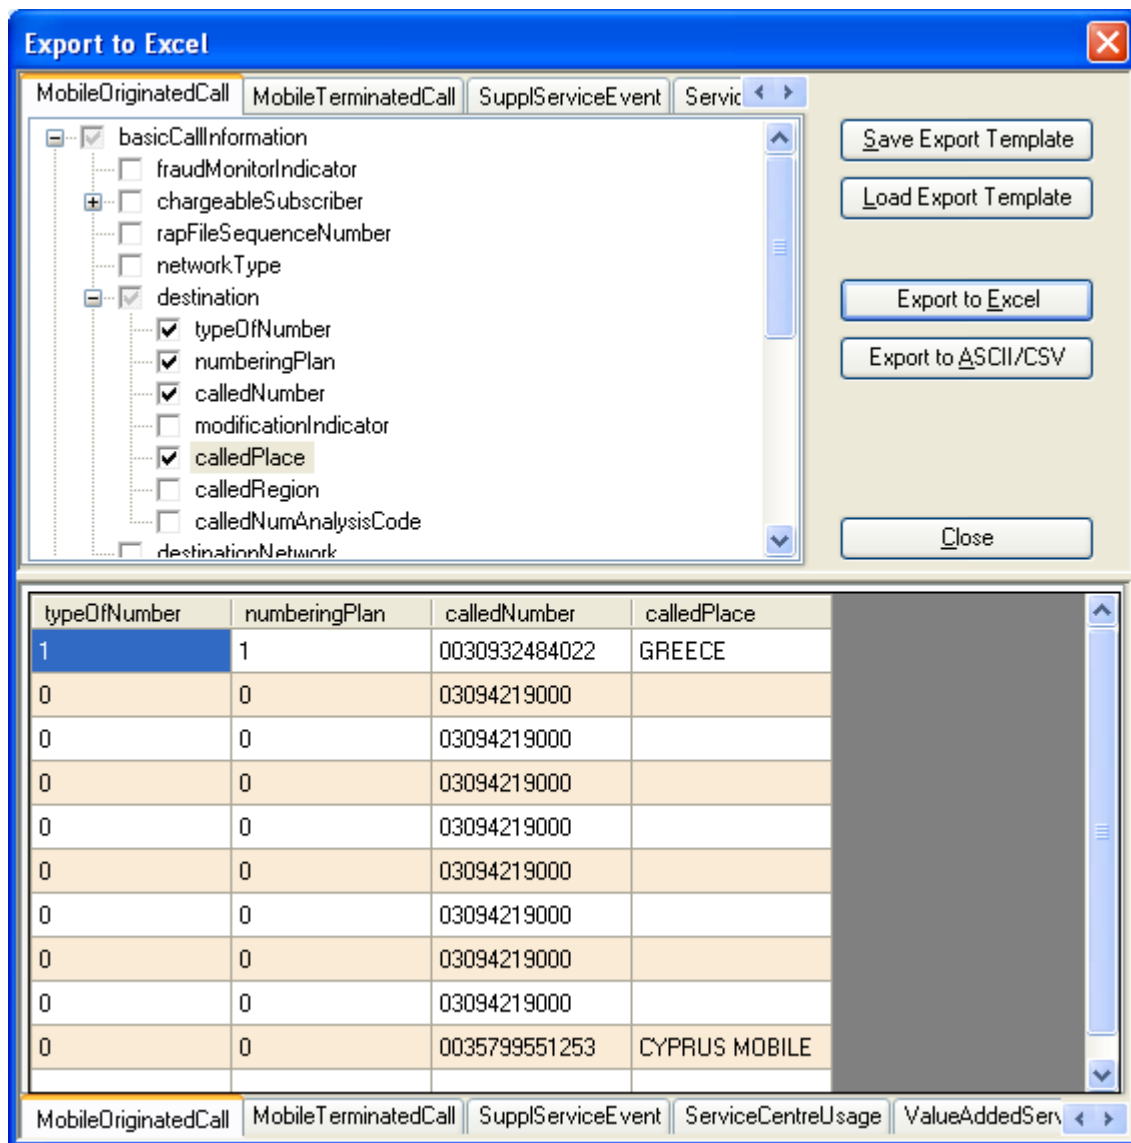 Export to Excel
MobileOriginatedCall MobileTerminatedCall SupplServiceEvent Servic
basicCallInformation
fraudMonitorIndicator
chargeableSubscriber
rapFileSequenceNumber
networkType
destination
typeOfNumber
numberingPlan
calledNumber
modificationIndicator
calledPlace
calledRegion
calledNumAnalysisCode
destinationNetwork
Save Export Template
Load Export Template
Export to Excel
Export to ASCII/CSV
Close
typeOfNumber numberingPlan calledNumber calledPlace
1 1 0030932484022 GREECE
0 0 03094219000
0 0 03094219000
0 0 03094219000
0 0 03094219000
0 0 03094219000
0 0 03094219000
0 0 03094219000
0 0 03094219000
0 0 0035799551253 CYPRUS MOBILE
MobileOriginatedCall MobileTerminatedCall SupplServiceEvent ServiceCentreUsage ValueAddedServ